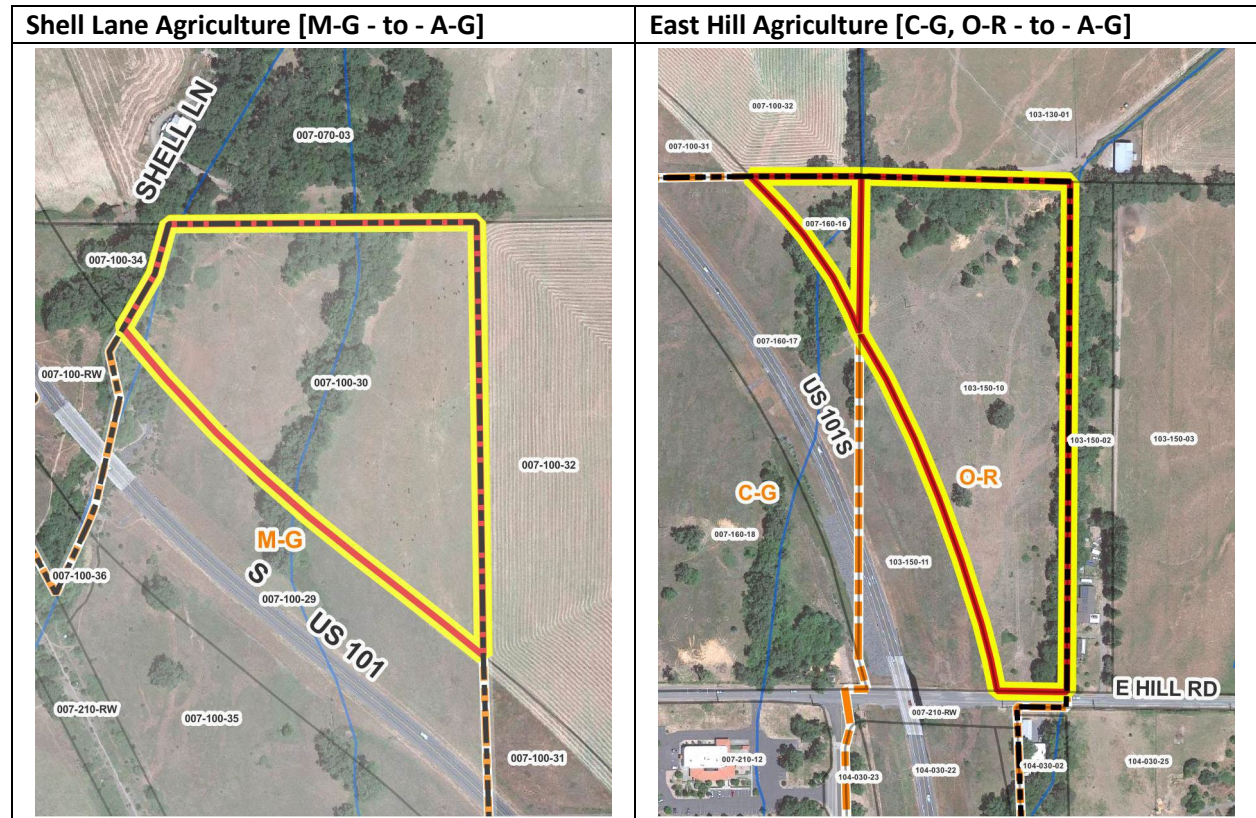 Shell Lane Agriculture [M-G - to - A-G]
SHELL LN
007-070-03
007-100-34
007-100-RW
007-100-30
007-100-32
M-G
S
US 101
007-100-29
007-100-36
007-210-RW
007-100-35
007-100-31
East Hill Agriculture [C-G, O-R - to - A-G]
007-100-32
103-130-01
007-100-31
007-160-16
007-160-17
103-150-10
US 101 S
103-150-02
103-150-03
O-R
C-G
007-160-18
103-150-11
E HILL RD
007-210-RW
007-210-12
104-030-23
104-030-22
104-030-02
104-030-25